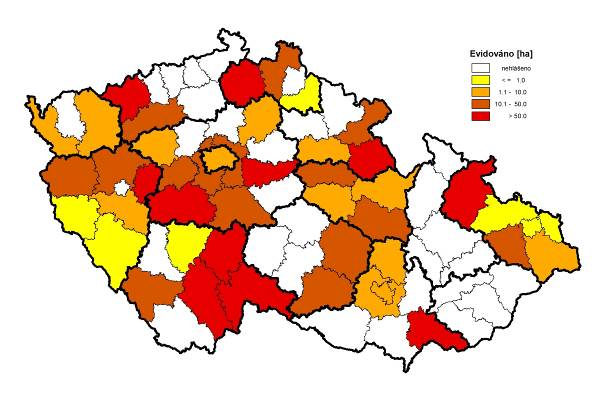 Evidováno [ha]
nehlášeno
< = 1.0
1.1 - 10.0
10.1 - 50.0
> 50.0